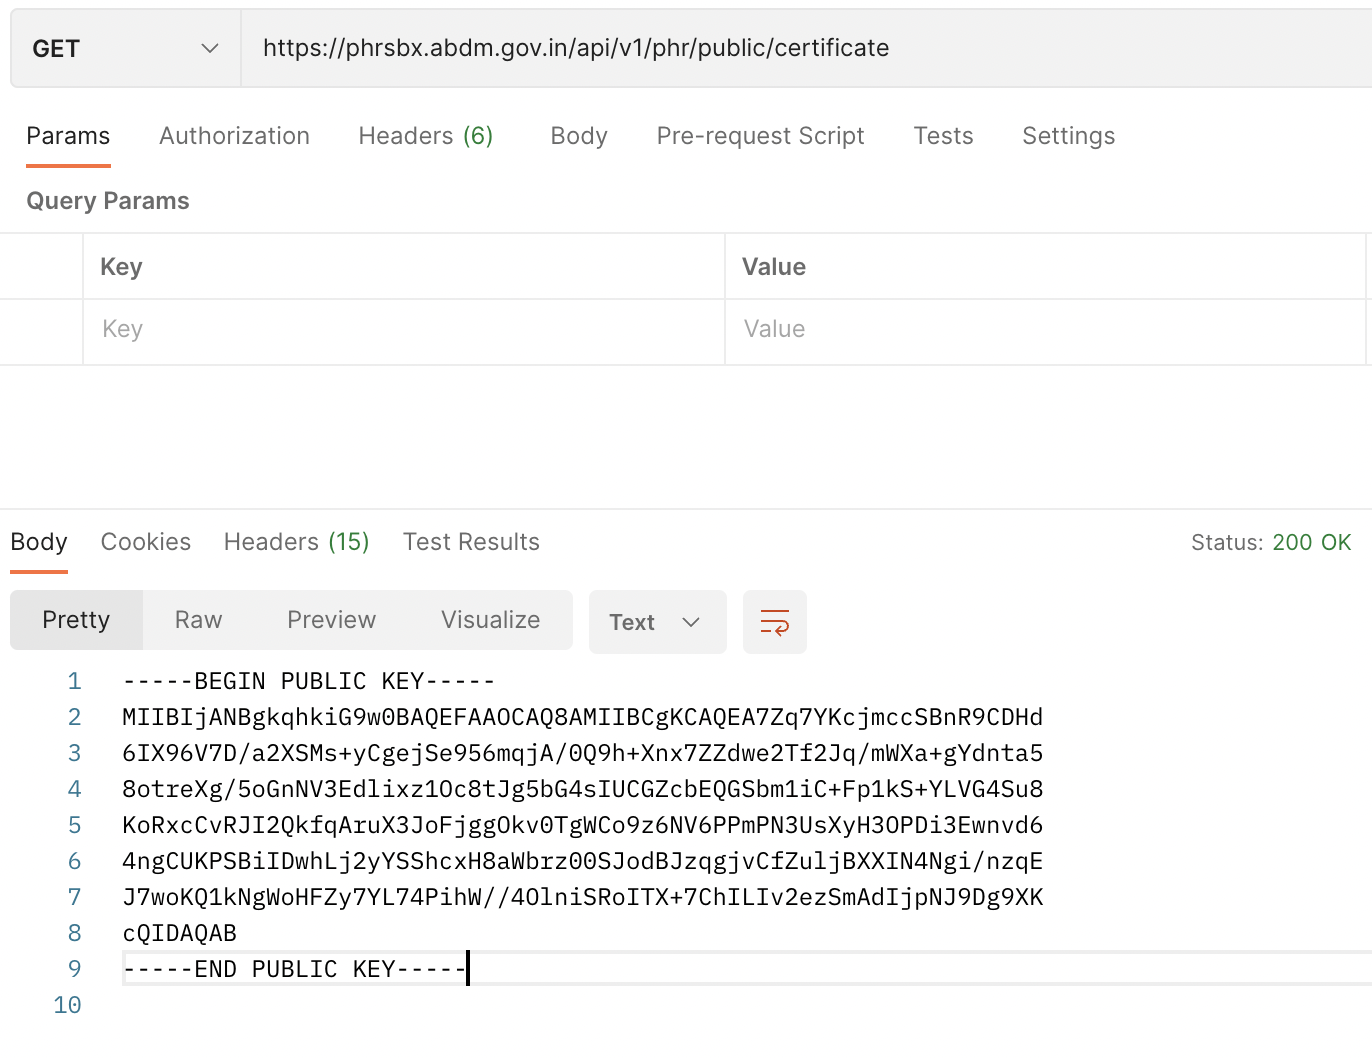 GET https://phrsbx.abdm.gov.in/api/v1/phr/public/certificate
Params Authorization Headers (6) Body Pre-request Script Tests Settings
Query Params
Key Value
Key Value
Body Cookies Headers (15) Test Results Status: 200 OK
Pretty Raw Preview Visualize Text
1 -----BEGIN PUBLIC KEY-----
2 MIIBIjANBgkqhkiG9w0BAQEFAAOCAQ8AMIIBCgKCAQEA7Zq7YKcjmccSBnR9CDHd
3 6IX96V7D/a2XSMs+yCgejSe956mqjA/0Q9h+Xnx7ZZdwe2Tf2Jq/mWXa+gYdnta5
4 8otreXg/5oGnNV3Edlixz1Oc8tJg5bG4sIUCGZcbEQGSbm1iC+Fp1kS+YLVG4Su8
5 KoRxcCvRJI2QkfqAruX3JoFjggOkv0TgWCo9z6NV6PPmPN3UsXyH3OPDi3Ewnvd6
6 4ngCUKPSBiIDwhLj2yYSShcxH8aWbrz00SJodBJzqgjvCfZuljBXXIN4Ngi/nzqE
7 J7woKQ1kNgWoHFZy7YL74PihW//4OlniSRoITX+7ChILIv2ezSmAdIjpNJ9Dg9XK
8 cQIDAQAB
9 -----END PUBLIC KEY-----
10